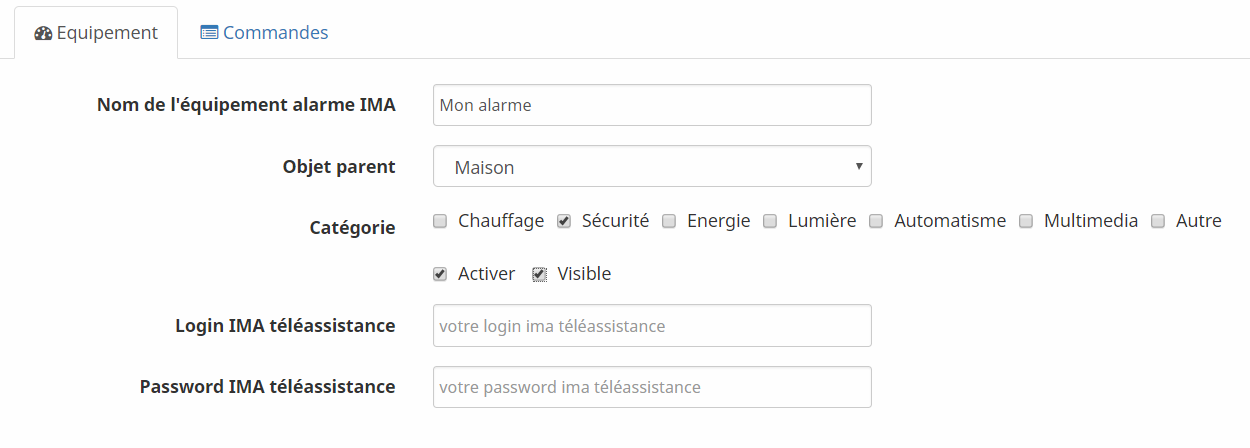 Equipement Commandes
Nom de l'équipement alarme IMA Mon alarme
Objet parent Maison
Catégorie Chauffage Sécurité Energie Lumière Automatisme Multimedia Autre
Activer Visible
Login IMA téléassistance votre login ima téléassistance
Password IMA téléassistance votre password ima téléassistance